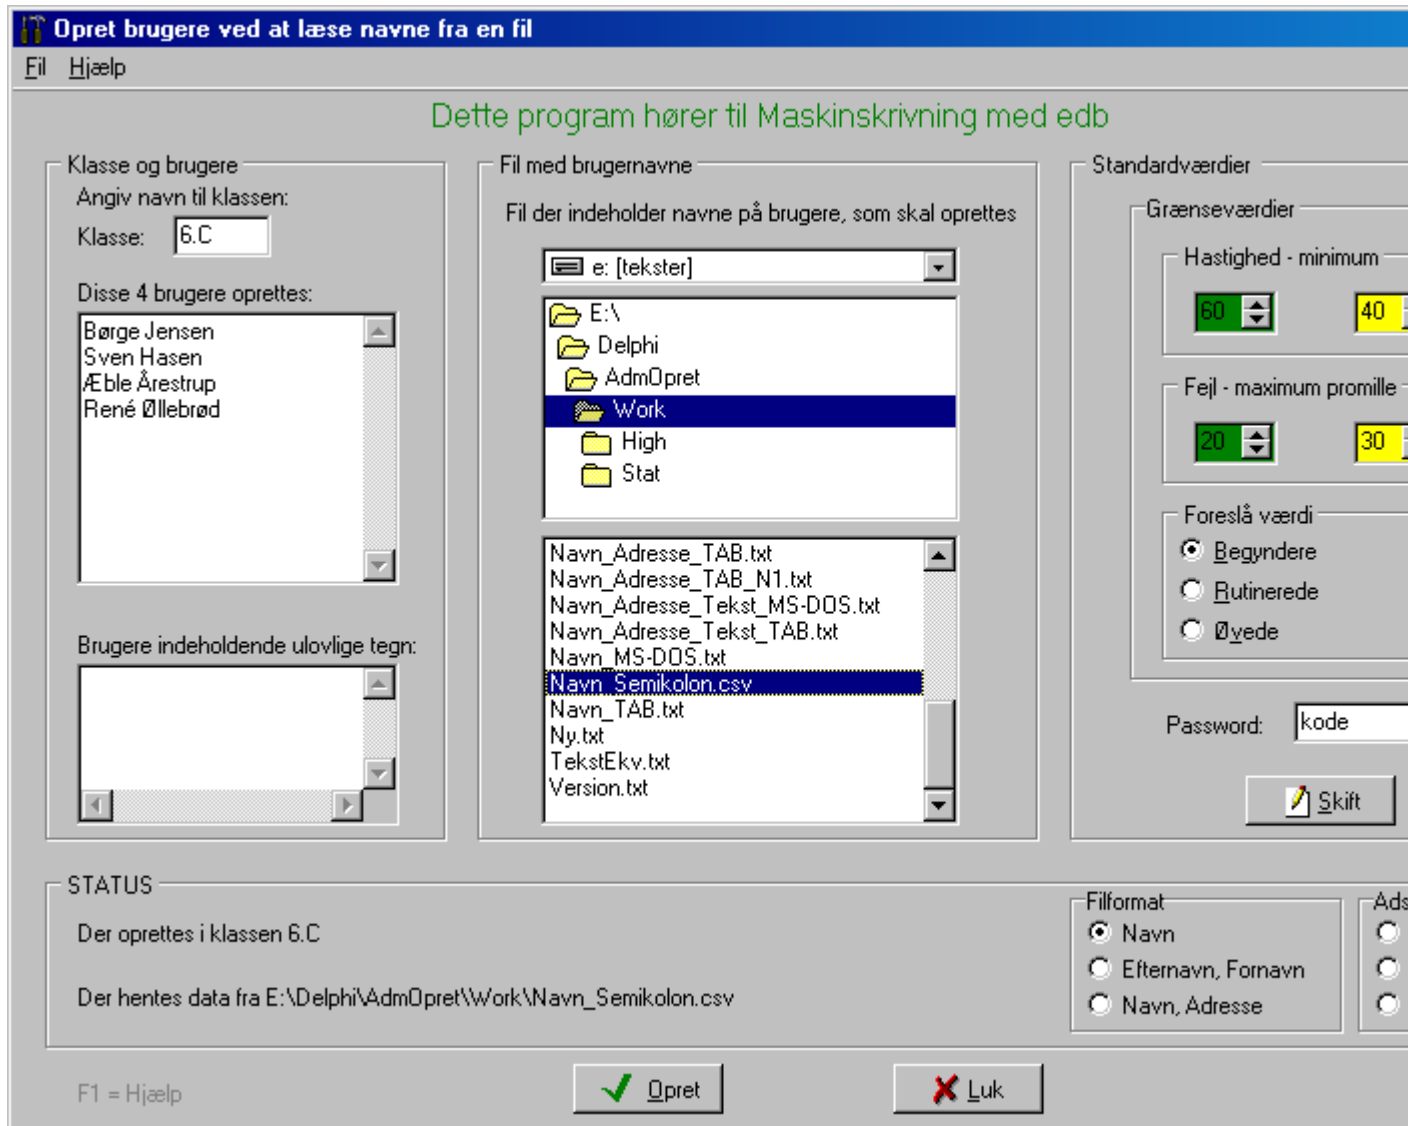 Opret brugere ved at læse navne fra en fil
Fil Hjælp
Dette program hører til Maskinskrivning med edb
Klasse og brugere
Angiv navn til klassen:
Klasse: 6.C
Disse 4 brugere oprettes:
Børge Jensen
Sven Hasen
Æble Årestrup
René Øllebrød
Brugere indeholdende ulovlige tegn:
Fil med brugernavne
Fil der indeholder navne på brugere, som skal oprettes
e: [tekster]
E:\
Delphi
AdmOpret
Work
High
Stat
Navn_Adresse_TAB.txt
Navn_Adresse_TAB_N1.txt
Navn_Adresse_Tekst_MS-DOS.txt
Navn_Adresse_Tekst_TAB.txt
Navn_MS-DOS.txt
Navn_Semikolon.csv
Navn_TAB.txt
Ny.txt
TekstEkv.txt
Version.txt
Standardværdier
Grænseværdier
Hastighed - minimum
60 40
Fejl - maximum promille
20 30
Foreslå værdi
Begyndere
Rutinerede
Øvede
Password: kode
Skift
STATUS
Der oprettes i klassen 6.C
Der hentes data fra E:\Delphi\AdmOpret\Work\Navn_Semikolon.csv
Filformat
Navn
Efternavn, Fornavn
Navn, Adresse
Ads
F1 = Hjælp
Opret
Luk